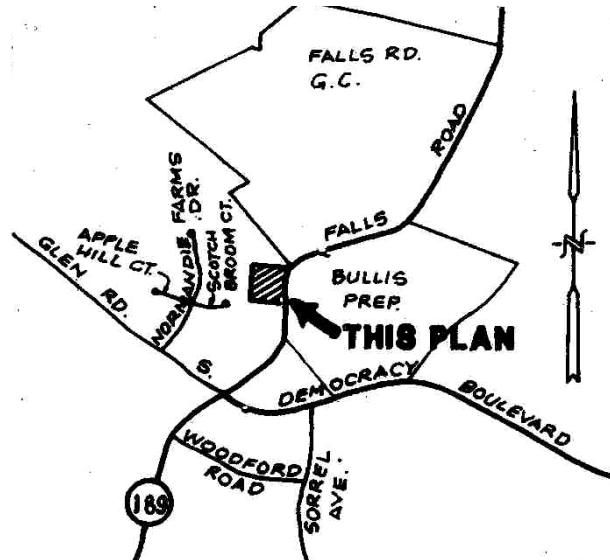 FALLS RD.
G.C.
ROAD
FALLS
NORMANDIE FARMS
DR.
SCOTCH
BROOM CT.
APPLE
HILL CT.
GLEN RD.
S.
BULLIS
PREP.
THIS PLAN
N
DEMOCRACY
BOULEVARD
WOODFORD
ROAD
SORREL
AVE.
189